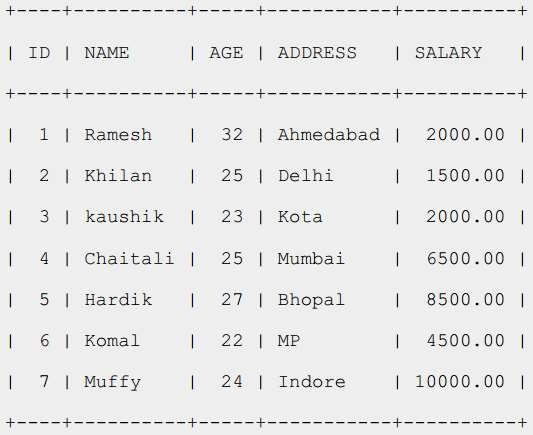 +----+----------+-----+-----------+----------+
| ID | NAME     | AGE | ADDRESS   | SALARY   |
+----+----------+-----+-----------+----------+
|  1 | Ramesh   |  32 | Ahmedabad |  2000.00 |
|  2 | Khilan   |  25 | Delhi     |  1500.00 |
|  3 | kaushik  |  23 | Kota      |  2000.00 |
|  4 | Chaitali |  25 | Mumbai    |  6500.00 |
|  5 | Hardik   |  27 | Bhopal    |  8500.00 |
|  6 | Komal    |  22 | MP        |  4500.00 |
|  7 | Muffy    |  24 | Indore    | 10000.00 |
+----+----------+-----+-----------+----------+